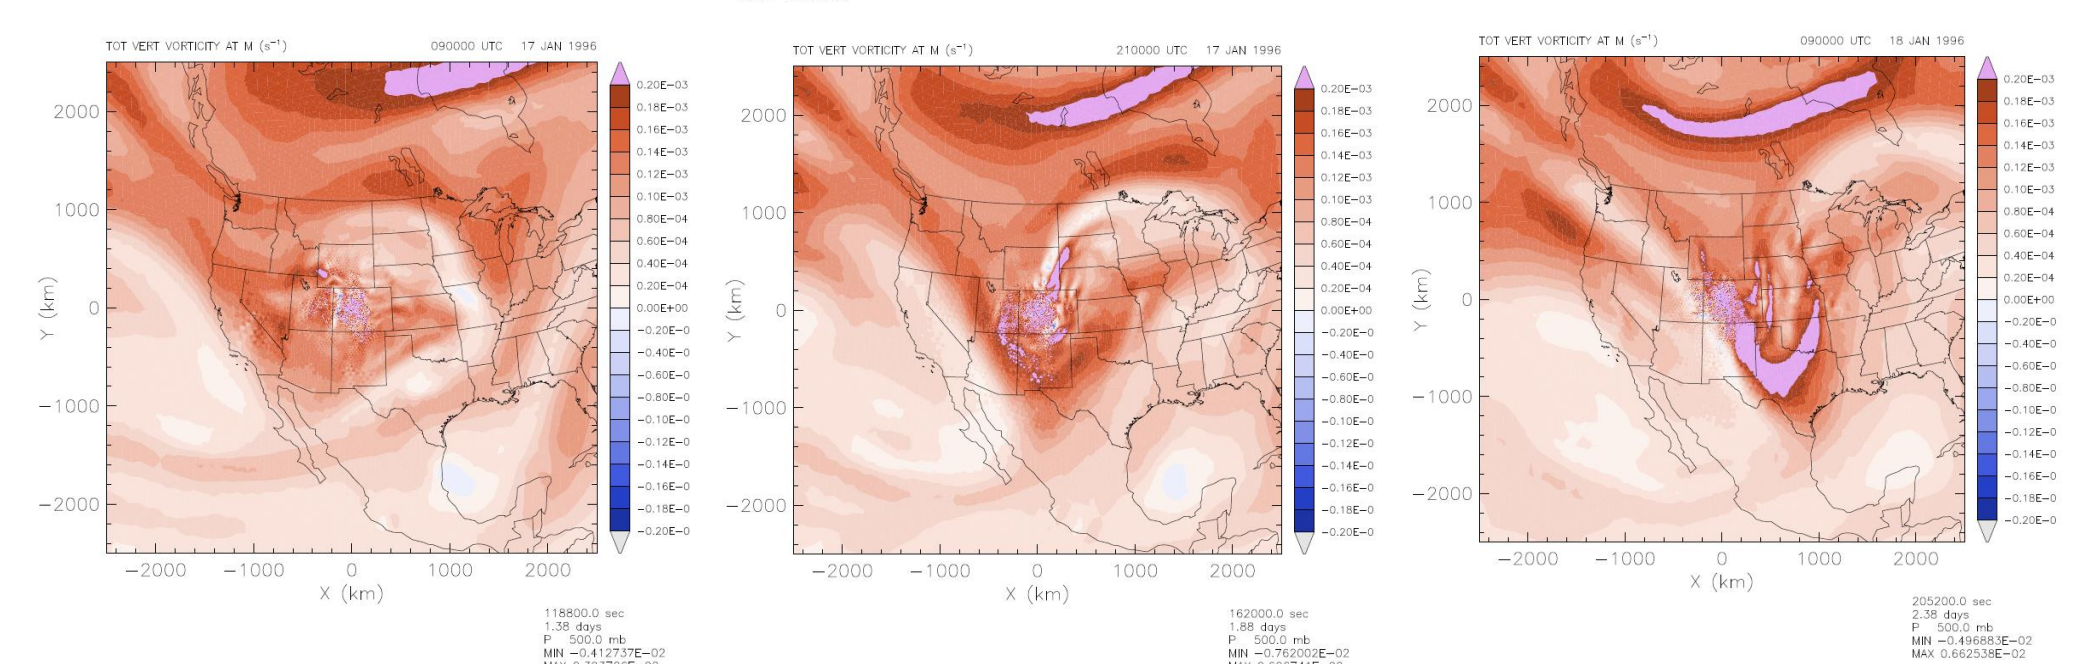 TOT VERT VORTICITY AT M (s⁻¹) 090000 UTC 17 JAN 1996
0.20E−03
0.18E−03
0.16E−03
0.14E−03
0.12E−03
0.10E−03
0.80E−04
0.60E−04
0.40E−04
0.20E−04
0.00E+00
−0.20E−0
−0.40E−0
−0.60E−0
−0.80E−0
−0.10E−0
−0.12E−0
−0.14E−0
−0.16E−0
−0.18E−0
−0.20E−0
2000
1000
0
−1000
−2000
Y (km)
−2000 −1000 0 1000 2000
X (km)
118800.0 sec
1.38 days
P 500.0 mb
MIN −0.412737E−02
TOT VERT VORTICITY AT M (s⁻¹) 210000 UTC 17 JAN 1996
0.20E−03
0.18E−03
0.16E−03
0.14E−03
0.12E−03
0.10E−03
0.80E−04
0.60E−04
0.40E−04
0.20E−04
0.00E+00
−0.20E−0
−0.40E−0
−0.60E−0
−0.80E−0
−0.10E−0
−0.12E−0
−0.14E−0
−0.16E−0
−0.18E−0
−0.20E−0
2000
1000
0
−1000
−2000
Y (km)
−2000 −1000 0 1000 2000
X (km)
162000.0 sec
1.88 days
P 500.0 mb
MIN −0.762002E−02
TOT VERT VORTICITY AT M (s⁻¹) 090000 UTC 18 JAN 1996
0.20E−03
0.18E−03
0.16E−03
0.14E−03
0.12E−03
0.10E−03
0.80E−04
0.60E−04
0.40E−04
0.20E−04
0.00E+00
−0.20E−0
−0.40E−0
−0.60E−0
−0.80E−0
−0.10E−0
−0.12E−0
−0.14E−0
−0.16E−0
−0.18E−0
−0.20E−0
2000
1000
0
−1000
−2000
Y (km)
−2000 −1000 0 1000 2000
X (km)
205200.0 sec
2.38 days
P 500.0 mb
MIN −0.496883E−02
MAX 0.662538E−02